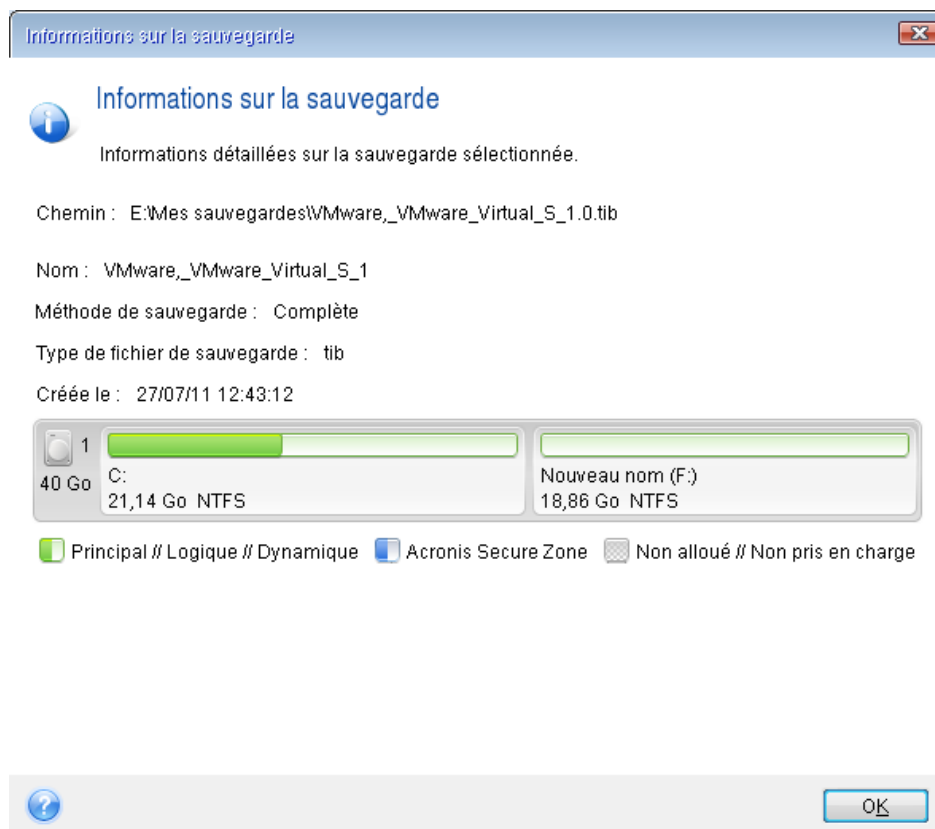 Informations sur la sauvegarde
Informations sur la sauvegarde
Informations détaillées sur la sauvegarde sélectionnée.
Chemin : E:\Mes sauvegardes\VMware,_VMware_Virtual_S_1.0.tib
Nom : VMware,_VMware_Virtual_S_1
Méthode de sauvegarde : Complète
Type de fichier de sauvegarde : tib
Créée le : 27/07/11 12:43:12
1
40 Go
C:
21,14 Go NTFS
Nouveau nom (F:)
18,86 Go NTFS
Principal // Logique // Dynamique Acronis Secure Zone Non alloué // Non pris en charge
OK